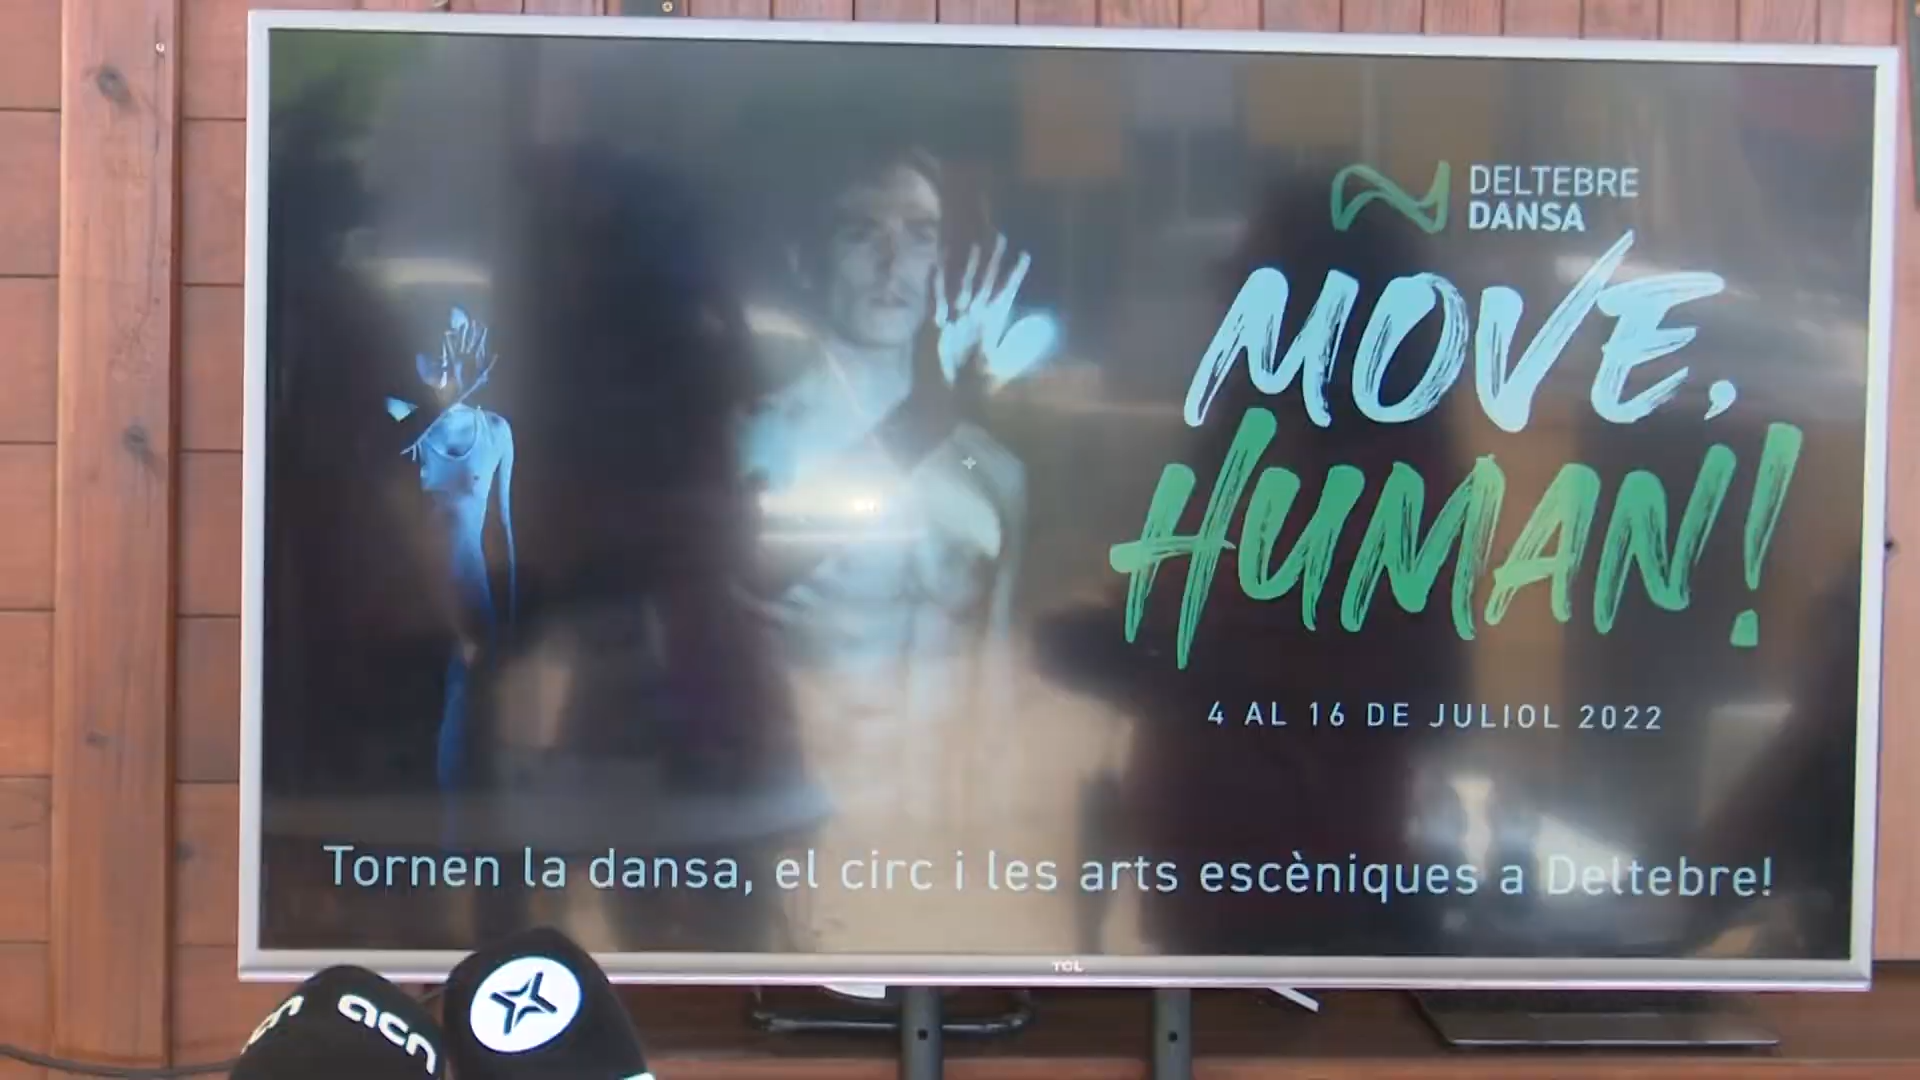 DELTEBRE
DANSA
MOVE,
HUMAN!
4 AL 16 DE JULIOL 2022
Tornen la dansa, el circ i les arts escèniques a Deltebre!
TCL
acn